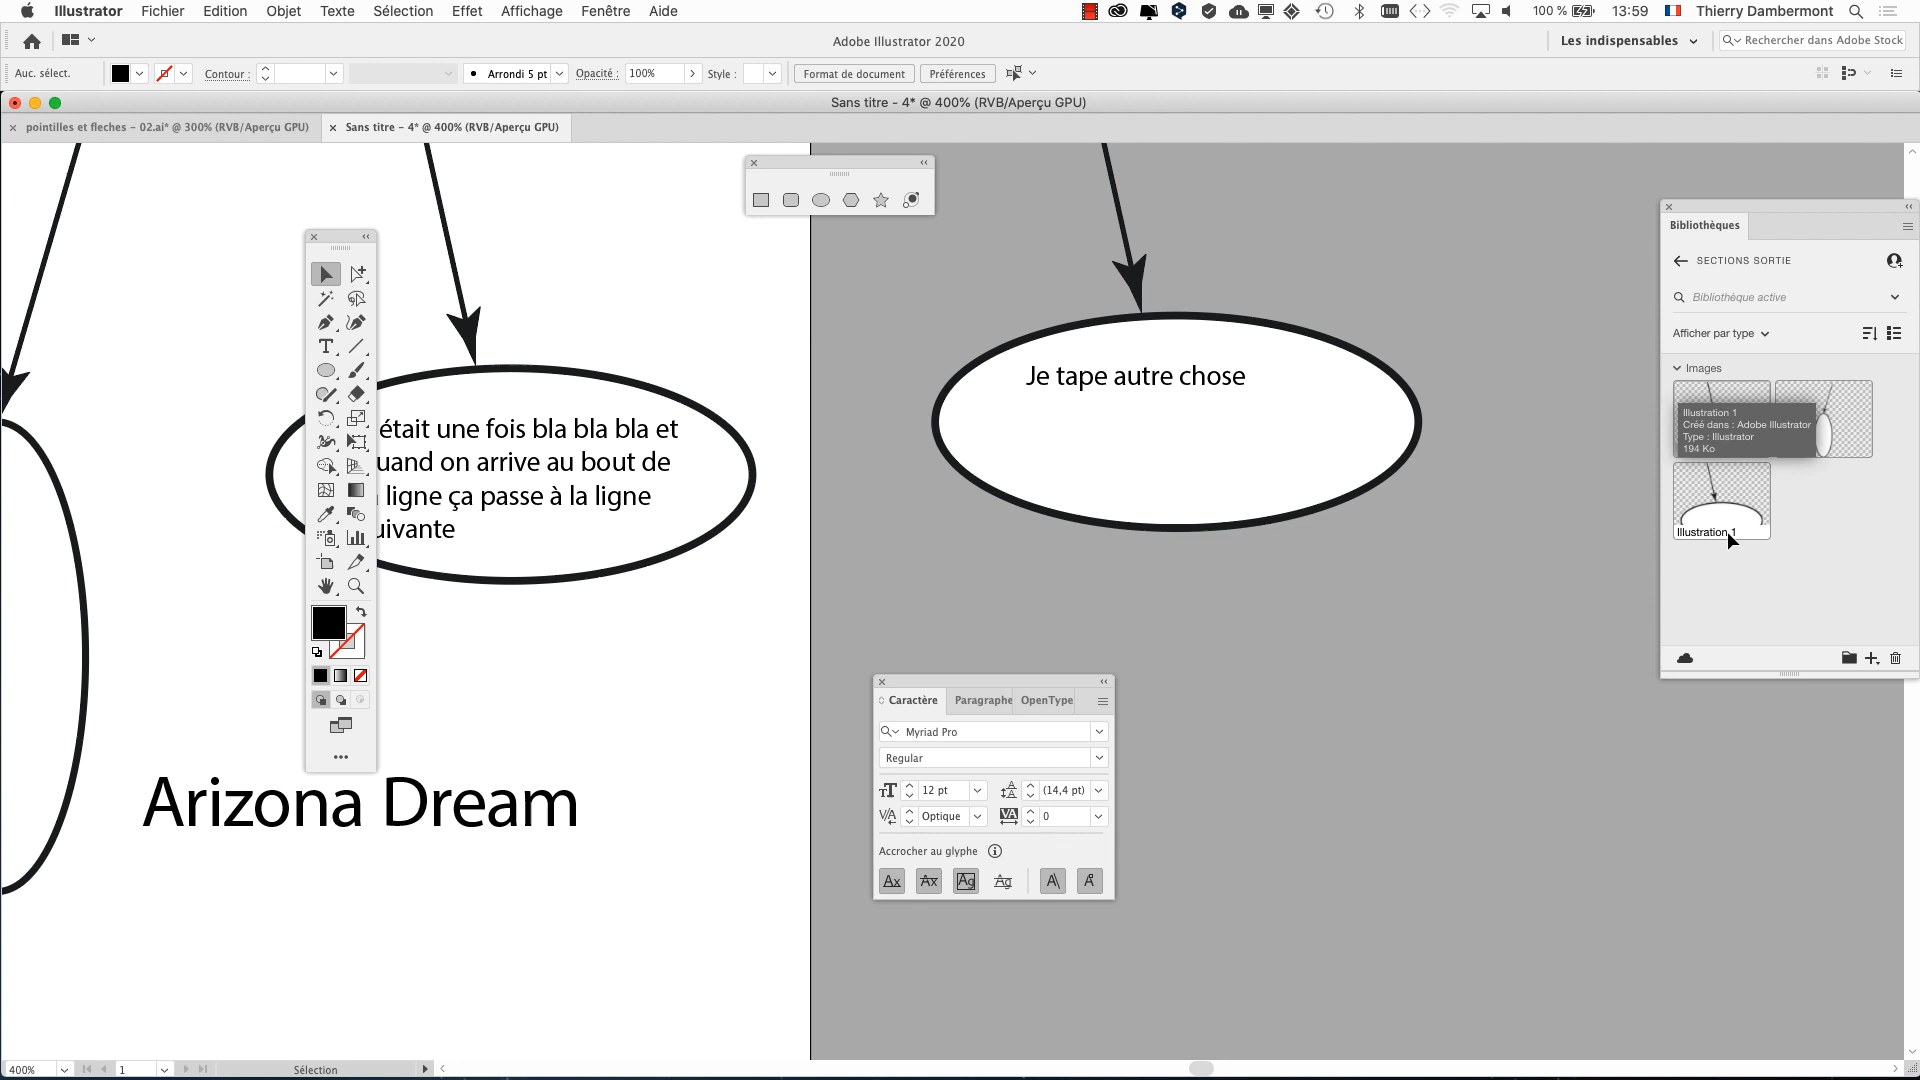 Illustrator Fichier Edition Objet Texte Sélection Effet Affichage Fenêtre Aide 100 % 13:59 Thierry Dambermont
Adobe Illustrator 2020 Les indispensables Rechercher dans Adobe Stock
Auc. sélect. Contour : Arrondi 5 pt Opacité : 100% Style : Format de document Préférences
Sans titre - 4* @ 400% (RVB/Aperçu GPU)
pointilles et fleches - 02.ai* @ 300% (RVB/Aperçu GPU) Sans titre - 4* @ 400% (RVB/Aperçu GPU)
Bibliothèques
SECTIONS SORTIE
Bibliothèque active
Afficher par type
Images
Illustration 1
Créé dans : Adobe Illustrator
Type : Illustrator
194 Ko
Illustration 1
Je tape autre chose
était une fois bla bla bla et
uand on arrive au bout de
ligne ça passe à la ligne
uivante
Arizona Dream
Caractère Paragraphe OpenType
Myriad Pro
Regular
12 pt (14,4 pt)
Optique 0
Accrocher au glyphe
Ax Ax Ag Ag A A
400% 1 Sélection